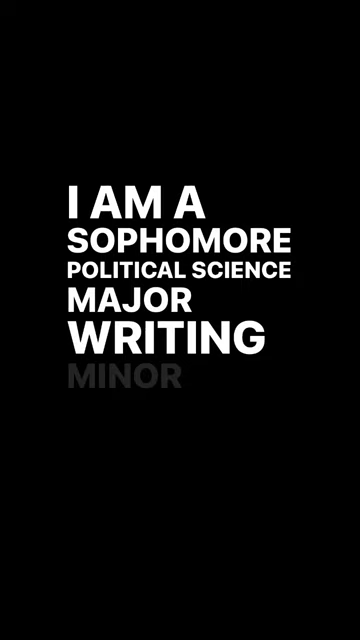 I AM A
SOPHOMORE
POLITICAL SCIENCE
MAJOR
WRITING
MINOR